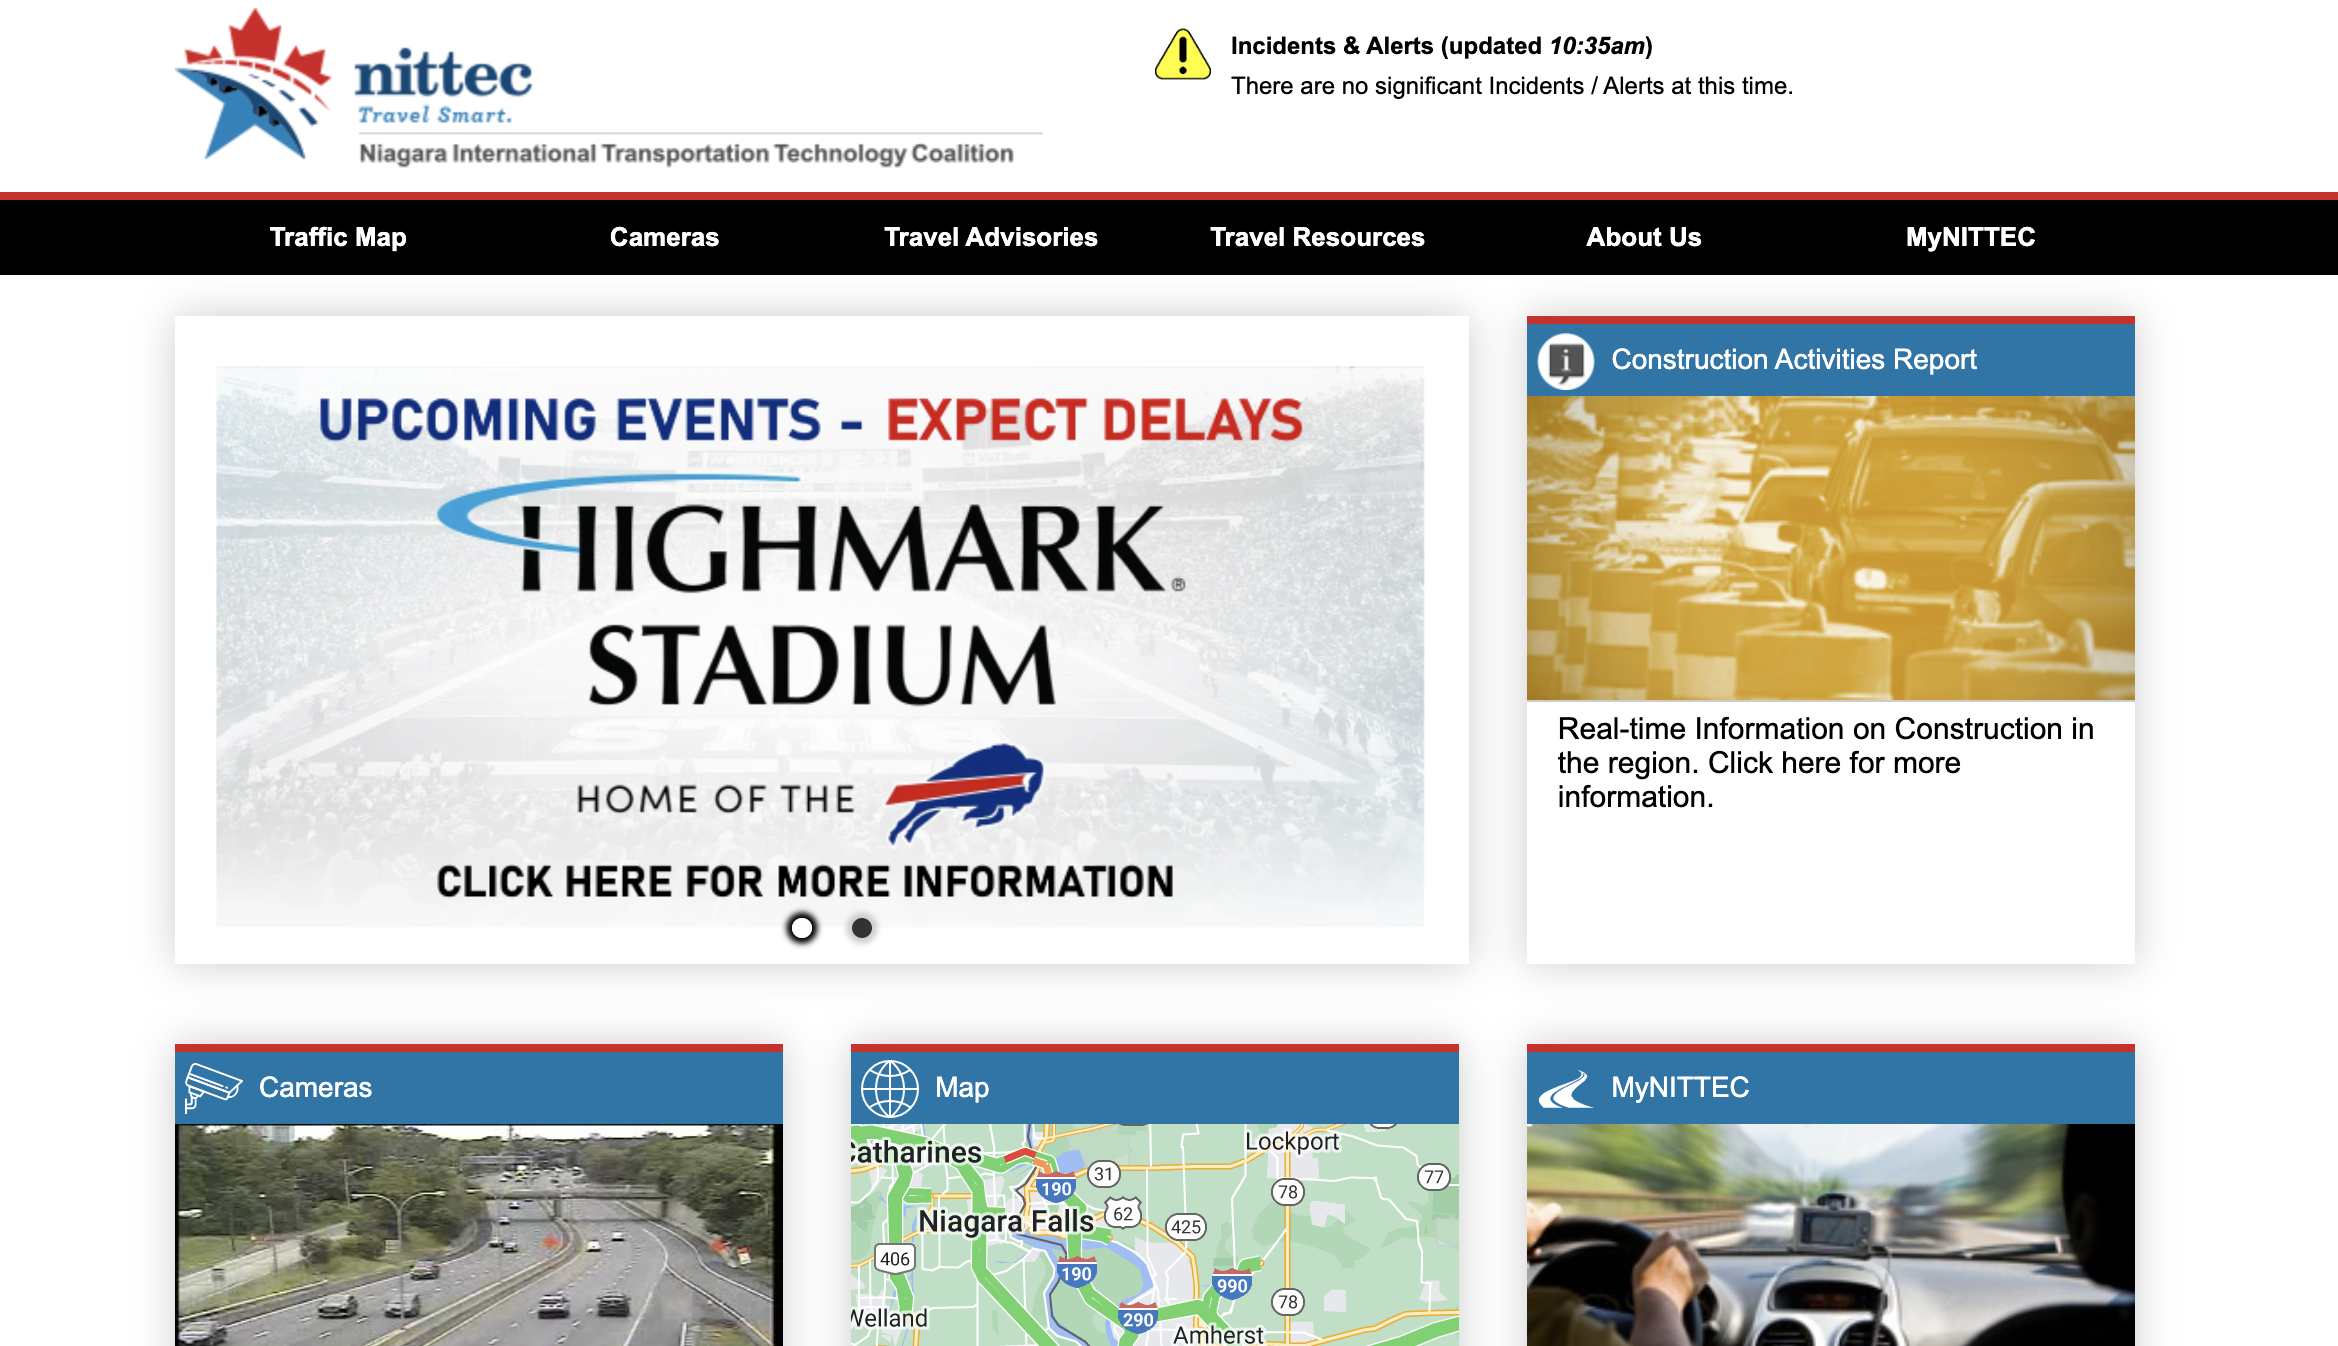 nittec
Travel Smart.
Niagara International Transportation Technology Coalition
Incidents & Alerts (updated 10:35am)
There are no significant Incidents / Alerts at this time.
Traffic Map
Cameras
Travel Advisories
Travel Resources
About Us
MyNITTEC
UPCOMING EVENTS - EXPECT DELAYS
HIGHMARK®
STADIUM
HOME OF THE
CLICK HERE FOR MORE INFORMATION
Construction Activities Report
Real-time Information on Construction in
the region. Click here for more
information.
Cameras
Map
Catharines
Lockport
31
77
190
78
62
Niagara Falls
425
406
190
990
78
290
Welland
Amherst
MyNITTEC